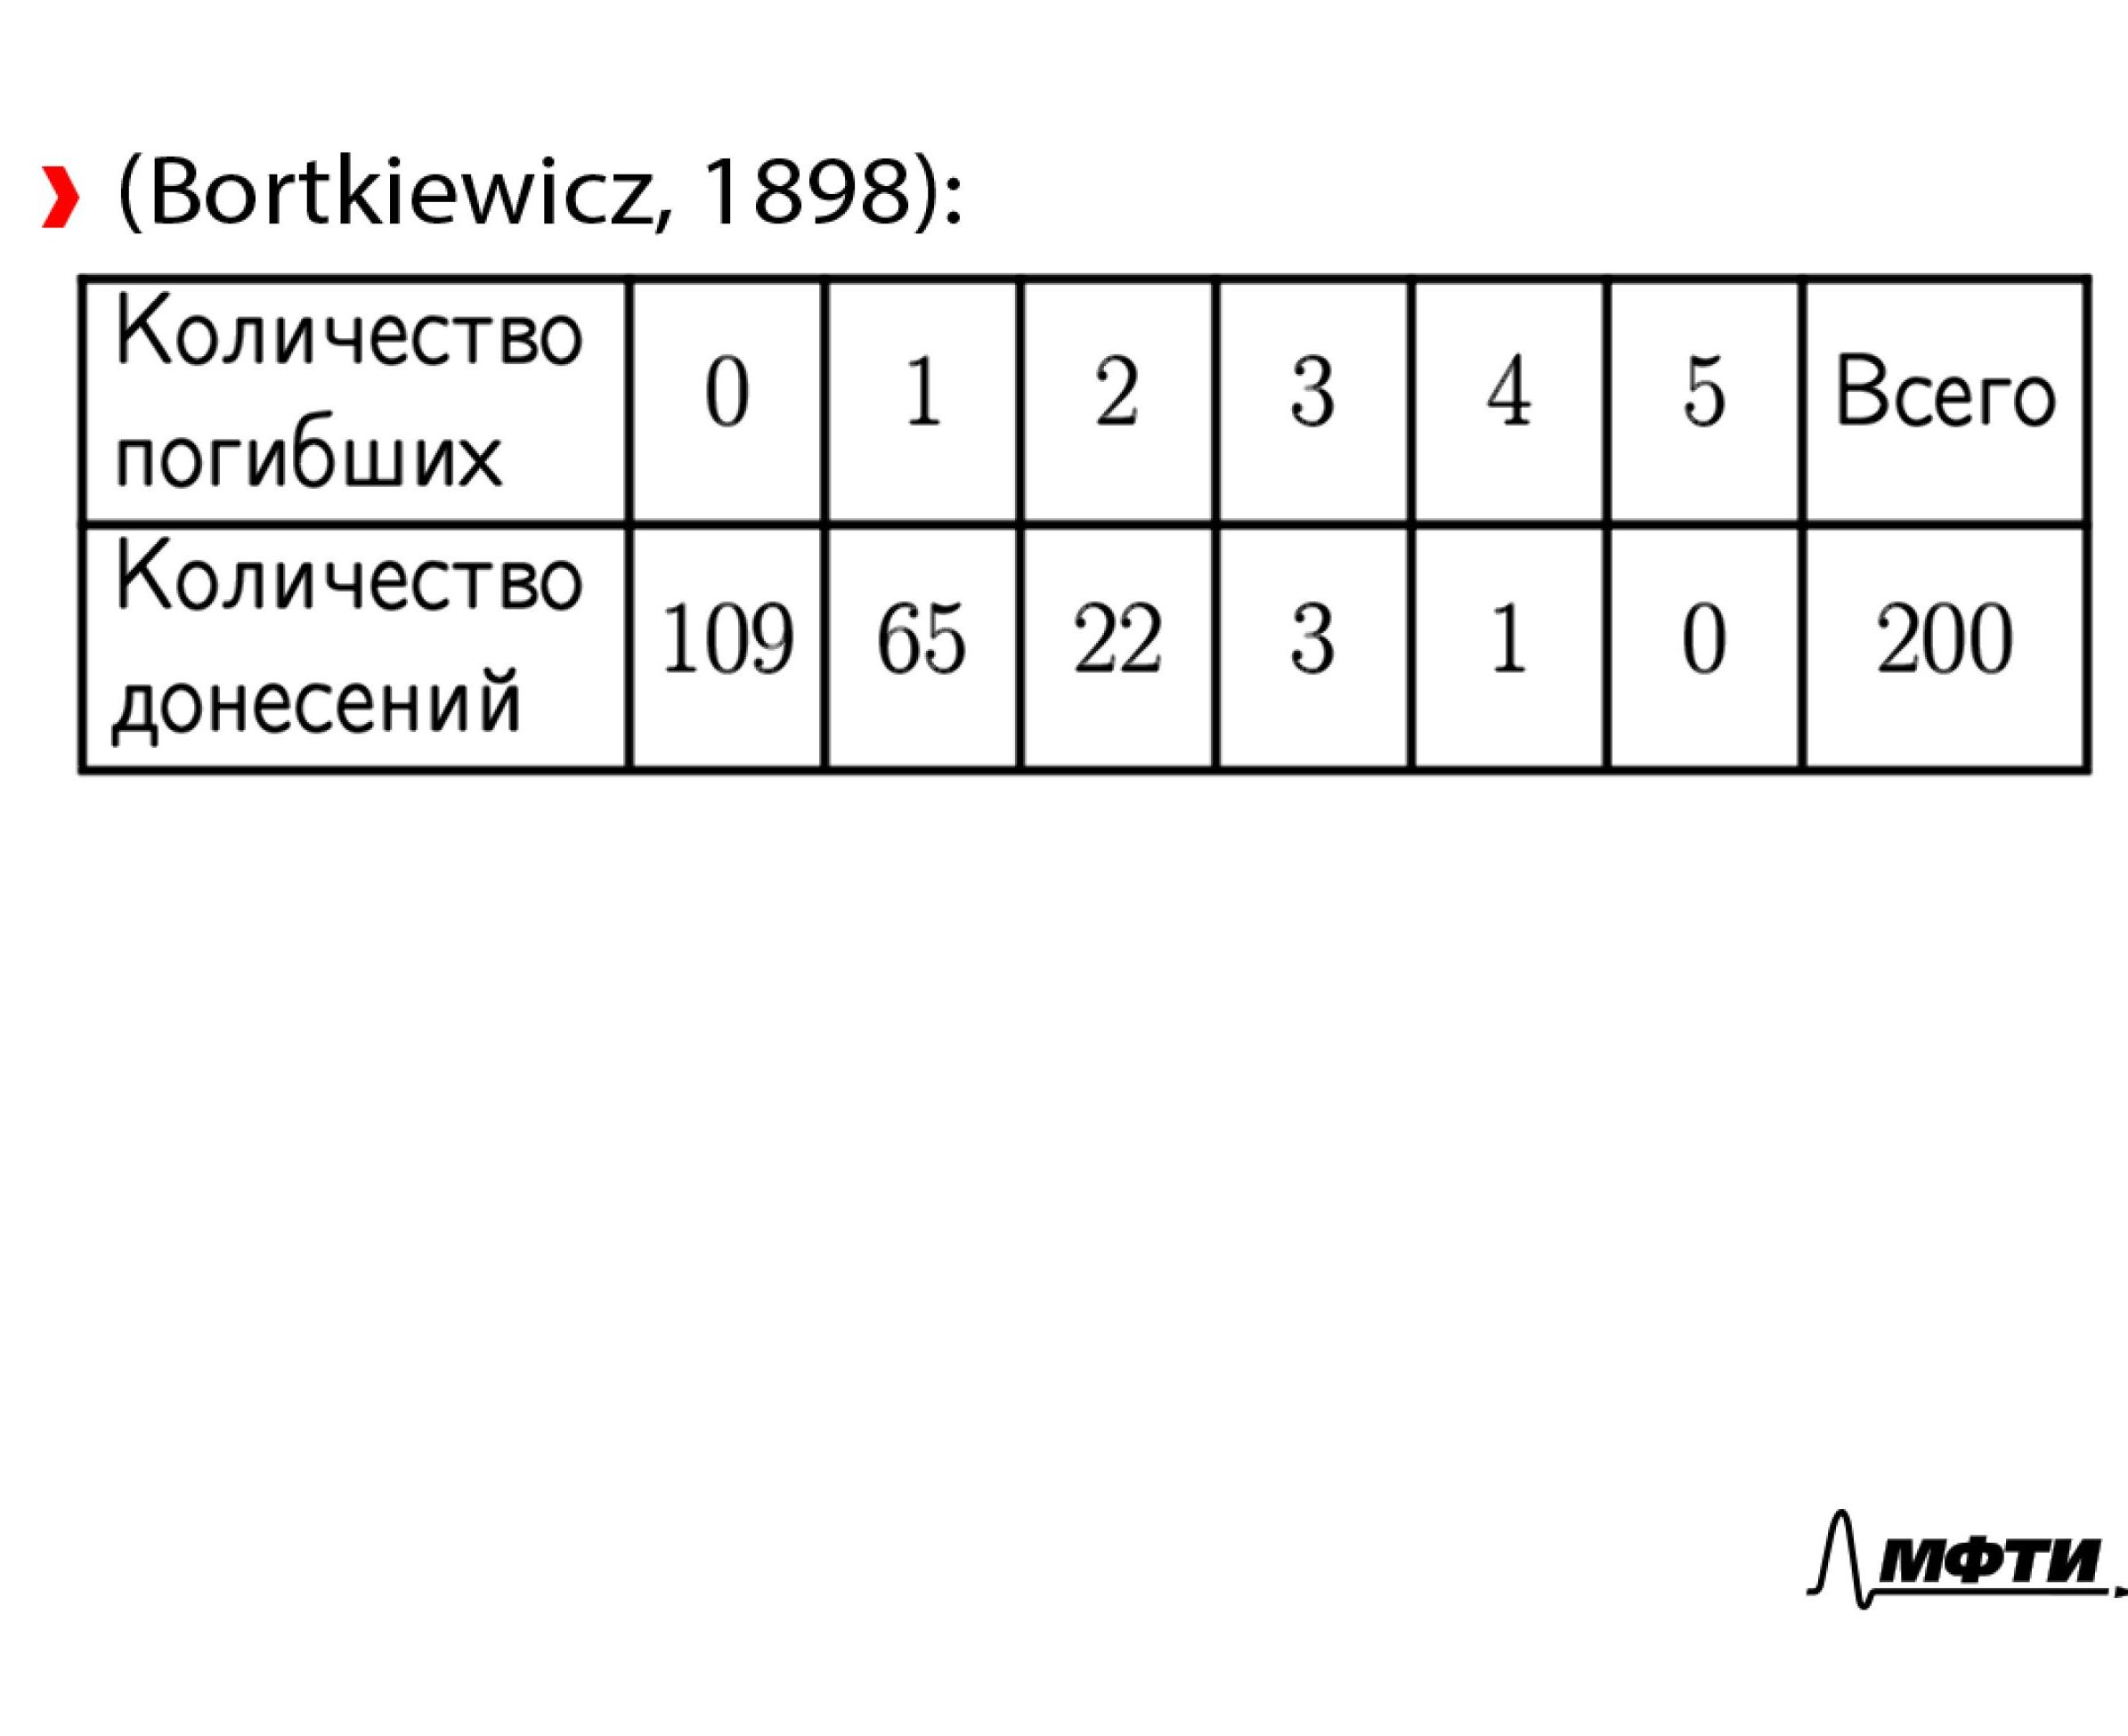 (Bortkiewicz, 1898):
Количество погибших 0 1 2 3 4 5 Всего
Количество донесений 109 65 22 3 1 0 200
МФТИ